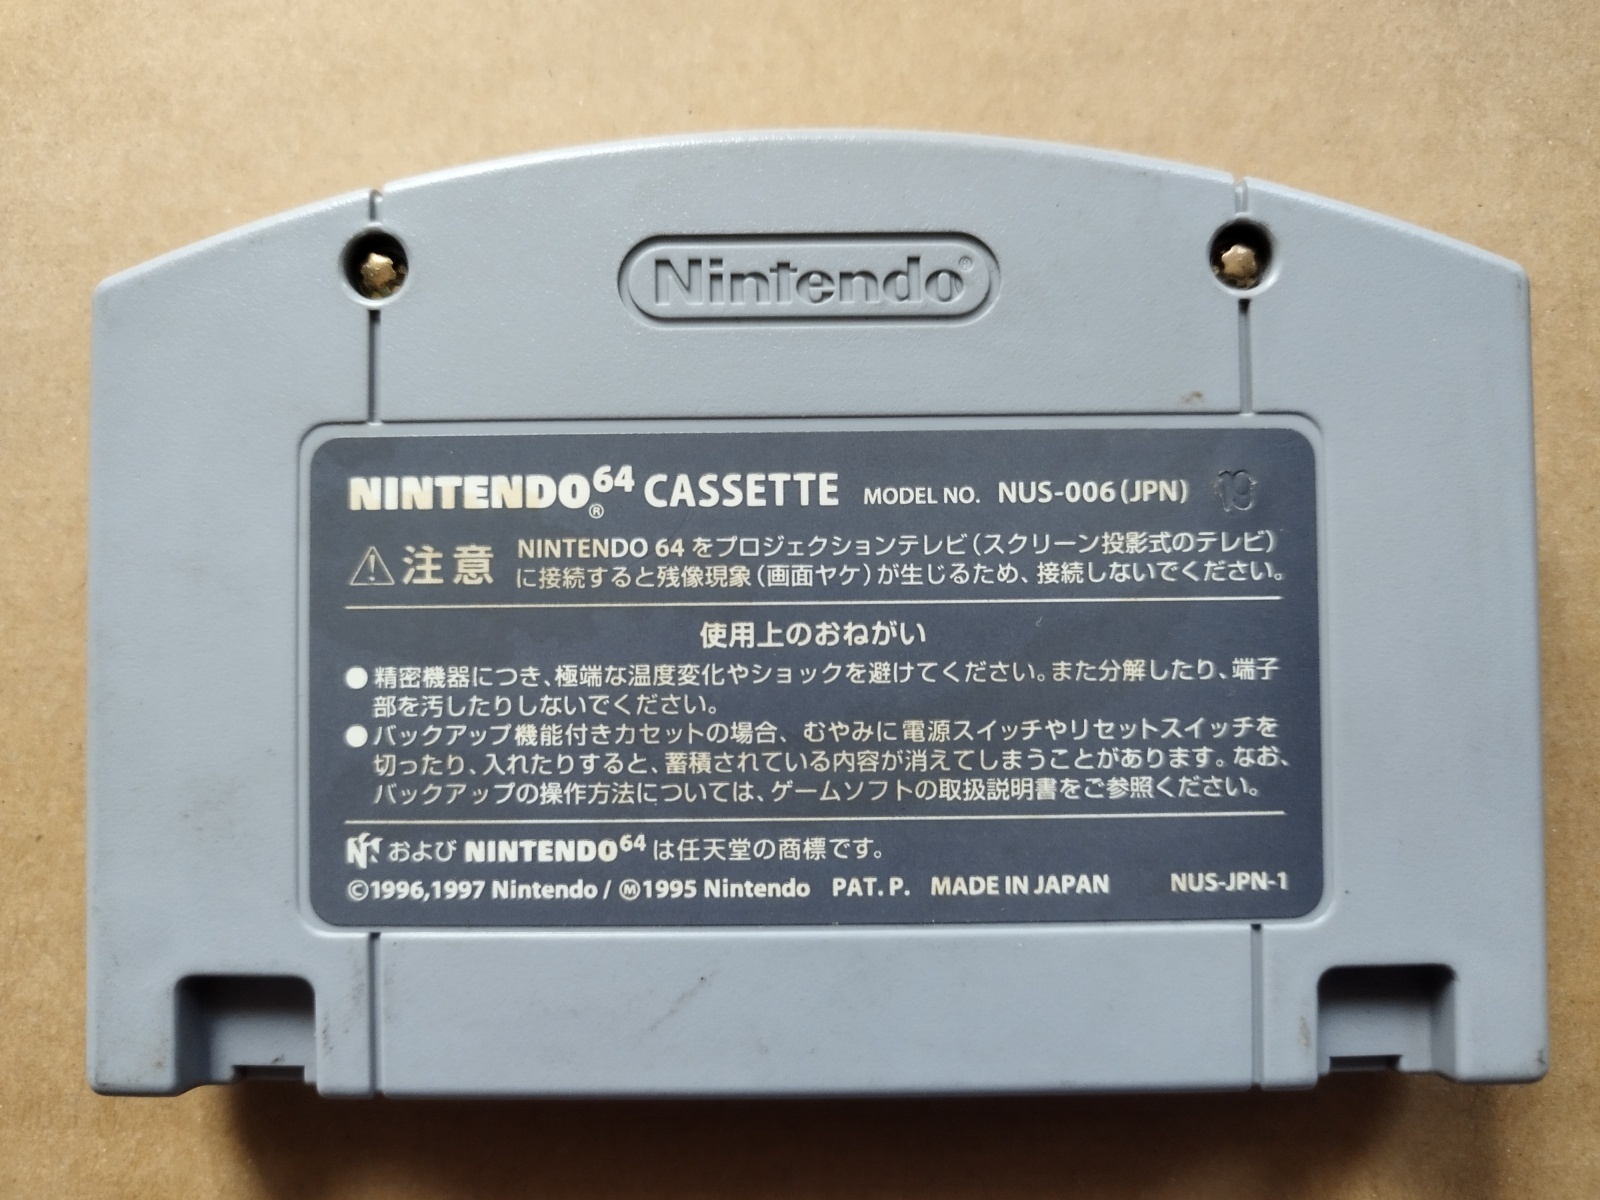 Nintendo®
NINTENDO64® CASSETTE MODEL NO. NUS-006(JPN) 19
⚠注意 NINTENDO 64 をプロジェクションテレビ(スクリーン投影式のテレビ)
に接続すると残像現象(画面ヤケ)が生じるため、接続しないでください。
使用上のおねがい
●精密機器につき、極端な温度変化やショックを避けてください。また分解したり、端子
部を汚したりしないでください。
●バックアップ機能付きカセットの場合、むやみに電源スイッチやリセットスイッチを
切ったり、入れたりすると、蓄積されている内容が消えてしまうことがあります。なお、
バックアップの操作方法については、ゲームソフトの取扱説明書をご参照ください。
および NINTENDO64 は任天堂の商標です。
©1996,1997 Nintendo / Ⓜ1995 Nintendo PAT. P. MADE IN JAPAN NUS-JPN-1